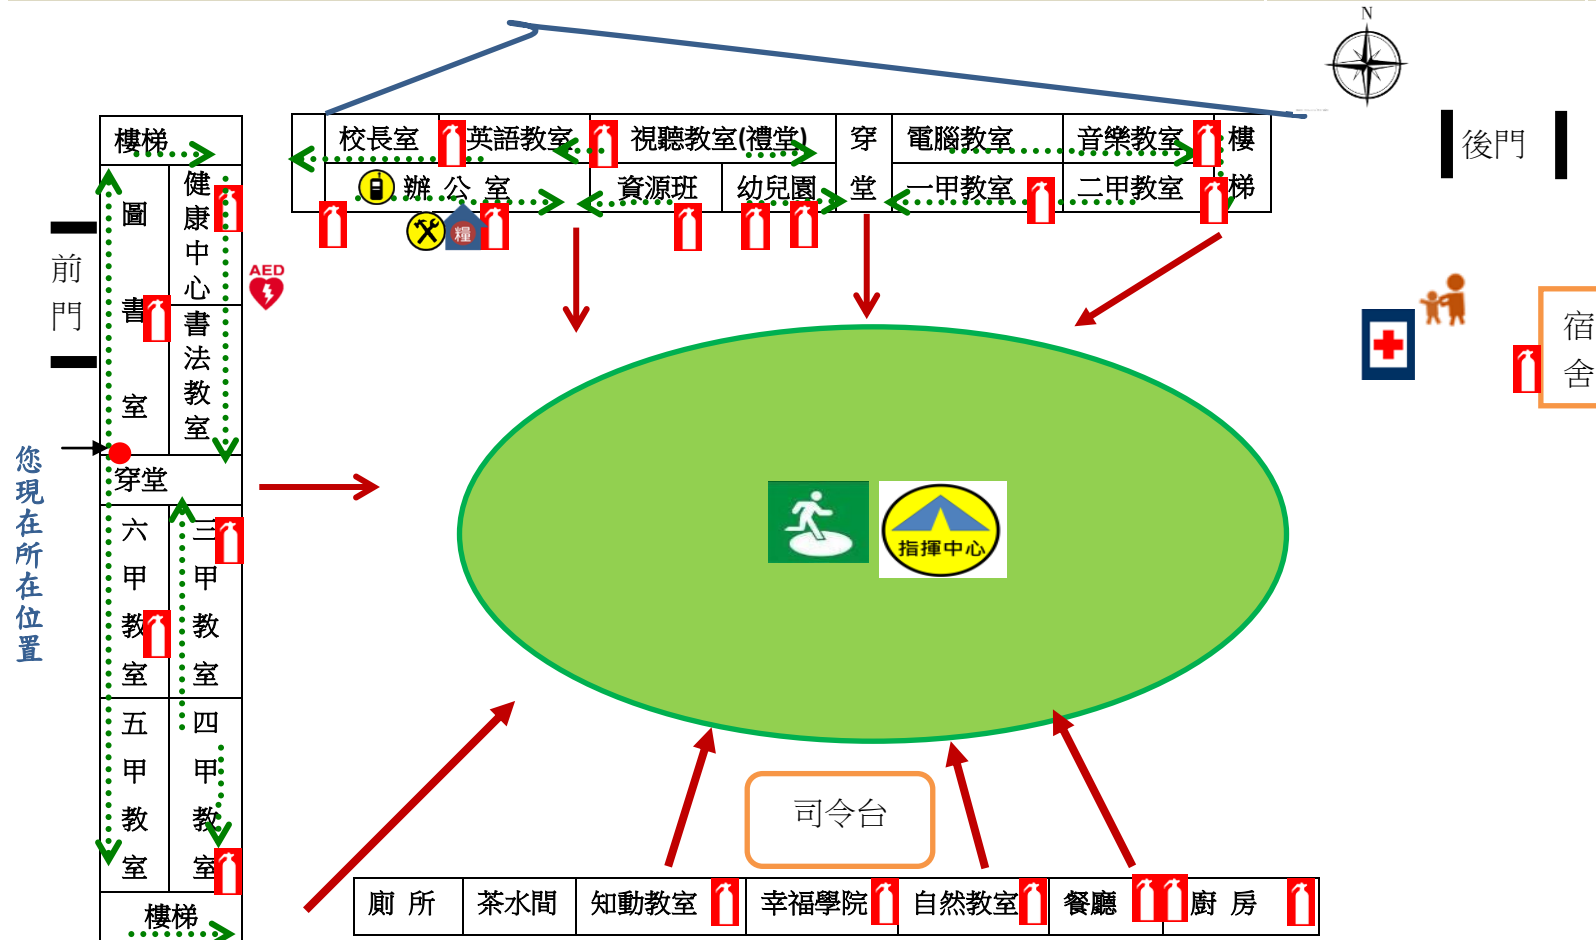 N
後門
樓梯
校長室
英語教室
視聽教室(禮堂)
穿堂
電腦教室
音樂教室
樓梯
辦公室
資源班
幼兒園
一甲教室
二甲教室
糧
前門
圖書室
健康中心
書法教室
AED
宿舍
您現在所在位置
穿堂
六甲教室
三甲教室
五甲教室
四甲教室
樓梯
指揮中心
司令台
廁所
茶水間
知動教室
幸福學院
自然教室
餐廳
廚房